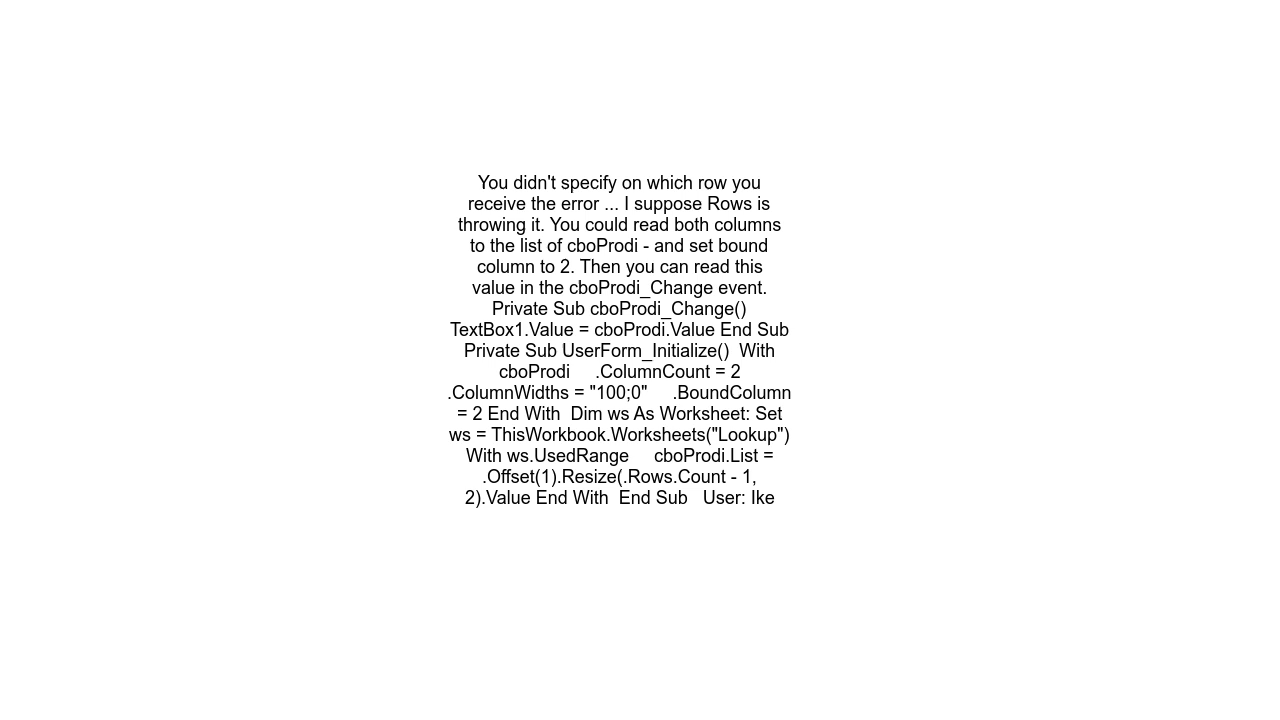 You didn't specify on which row you
receive the error ... I suppose Rows is
throwing it. You could read both columns
to the list of cboProdi - and set bound
column to 2. Then you can read this
value in the cboProdi_Change event.
Private Sub cboProdi_Change()
TextBox1.Value = cboProdi.Value End Sub
Private Sub UserForm_Initialize()  With
cboProdi     .ColumnCount = 2
.ColumnWidths = "100;0"     .BoundColumn
= 2 End With  Dim ws As Worksheet: Set
ws = ThisWorkbook.Worksheets("Lookup")
With ws.UsedRange     cboProdi.List =
.Offset(1).Resize(.Rows.Count - 1,
2).Value End With  End Sub   User: Ike